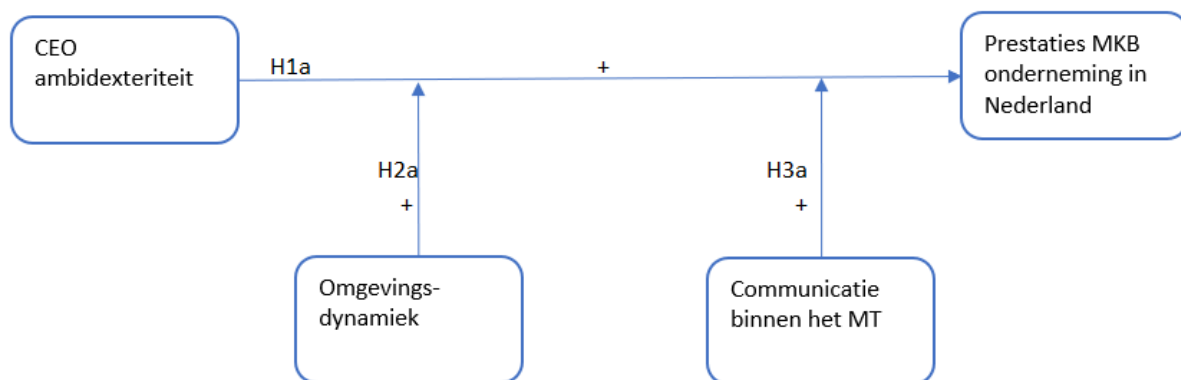 CEO
ambidexteriteit
H1a
+
Prestaties MKB
onderneming in
Nederland
H2a
+
H3a
+
Omgevings-
dynamiek
Communicatie
binnen het MT